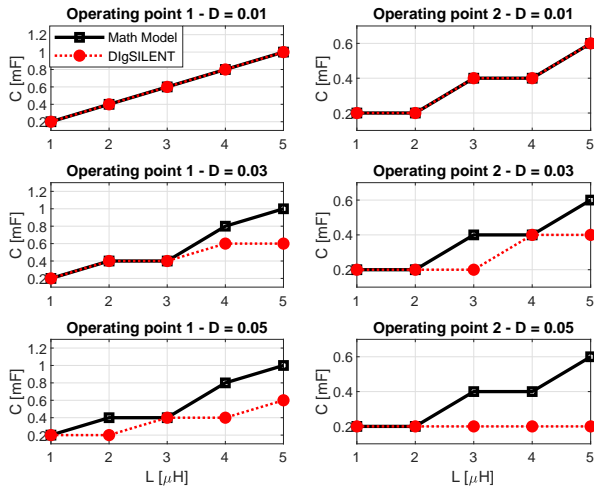 Operating point 1 - D = 0.01
Operating point 2 - D = 0.01
C [mF]
1.2
1
0.8
0.6
0.4
0.2
Math Model
DIgSILENT
1 2 3 4 5
C [mF]
0.6
0.4
0.2
1 2 3 4 5
Operating point 1 - D = 0.03
Operating point 2 - D = 0.03
C [mF]
1.2
1
0.8
0.6
0.4
0.2
1 2 3 4 5
C [mF]
0.6
0.4
0.2
1 2 3 4 5
Operating point 1 - D = 0.05
Operating point 2 - D = 0.05
C [mF]
1.2
1
0.8
0.6
0.4
0.2
1 2 3 4 5
L [μH]
C [mF]
0.6
0.4
0.2
1 2 3 4 5
L [μH]